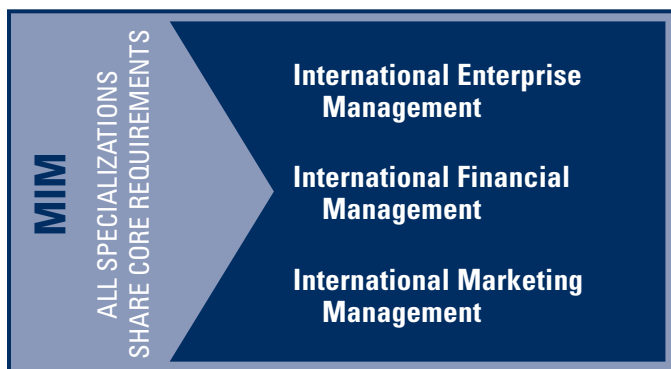 MIM
ALL SPECIALIZATIONS
SHARE CORE REQUIREMENTS
International Enterprise
Management
International Financial
Management
International Marketing
Management